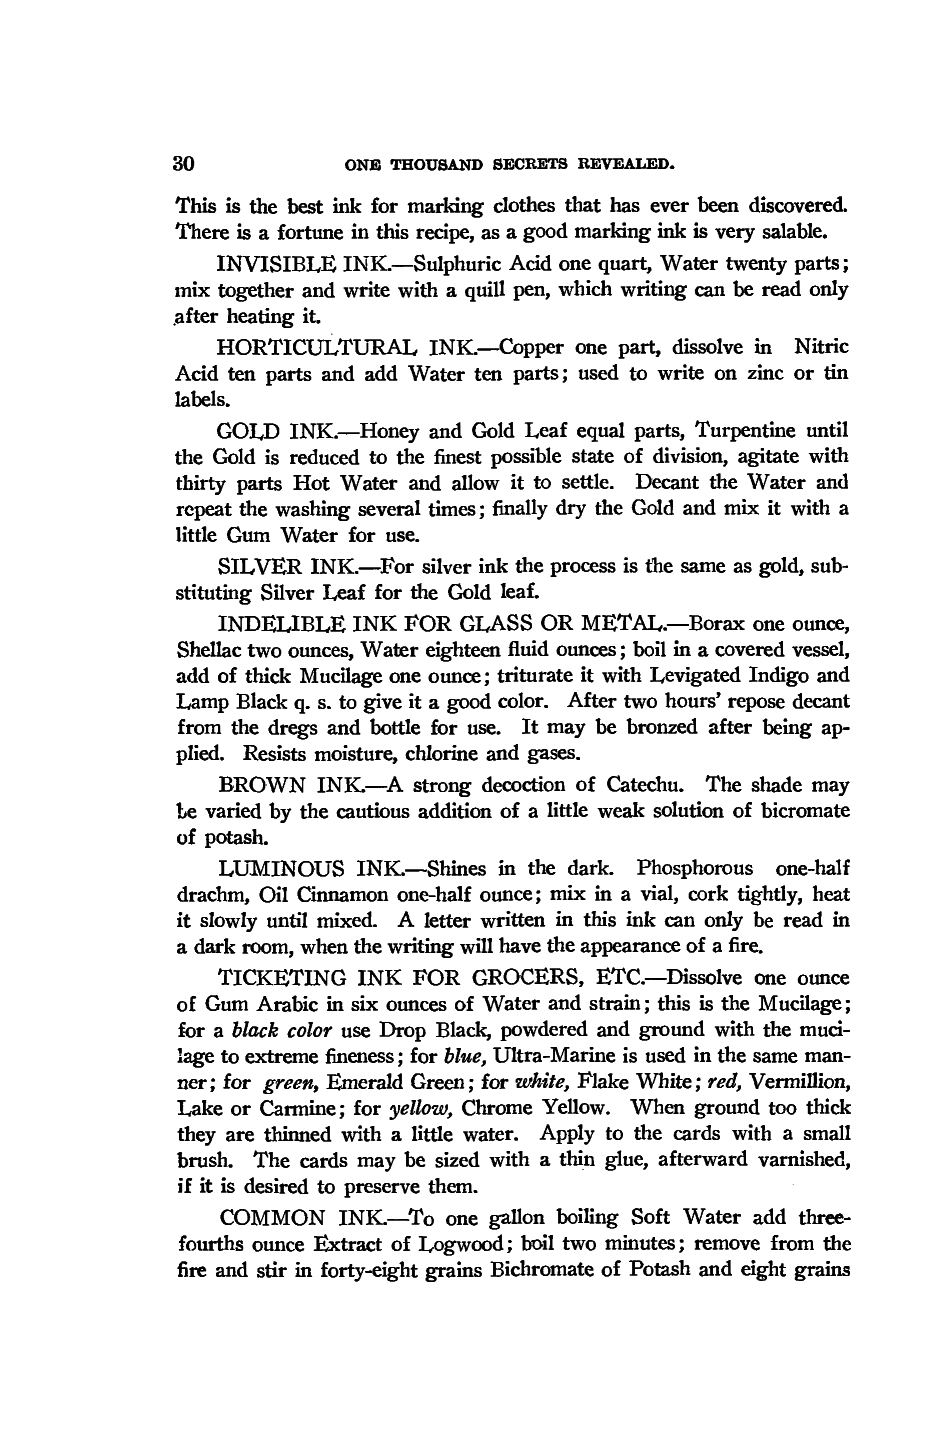 30 ONE THOUSAND SECRETS REVEALED.
This is the best ink for marking clothes that has ever been discovered.
There is a fortune in this recipe, as a good marking ink is very salable.
INVISIBLE INK.—Sulphuric Acid one quart, Water twenty parts;
mix together and write with a quill pen, which writing can be read only
after heating it.
HORTICULTURAL INK.—Copper one part, dissolve in Nitric
Acid ten parts and add Water ten parts; used to write on zinc or tin
labels.
GOLD INK.—Honey and Gold Leaf equal parts, Turpentine until
the Gold is reduced to the finest possible state of division, agitate with
thirty parts Hot Water and allow it to settle. Decant the Water and
repeat the washing several times; finally dry the Gold and mix it with a
little Gum Water for use.
SILVER INK.—For silver ink the process is the same as gold, sub-
stituting Silver Leaf for the Gold leaf.
INDELIBLE INK FOR GLASS OR METAL.—Borax one ounce,
Shellac two ounces, Water eighteen fluid ounces; boil in a covered vessel,
add of thick Mucilage one ounce; triturate it with Levigated Indigo and
Lamp Black q. s. to give it a good color. After two hours' repose decant
from the dregs and bottle for use. It may be bronzed after being ap-
plied. Resists moisture, chlorine and gases.
BROWN INK.—A strong decoction of Catechu. The shade may
be varied by the cautious addition of a little weak solution of bicromate
of potash.
LUMINOUS INK.—Shines in the dark. Phosphorous one-half
drachm, Oil Cinnamon one-half ounce; mix in a vial, cork tightly, heat
it slowly until mixed. A letter written in this ink can only be read in
a dark room, when the writing will have the appearance of a fire.
TICKETING INK FOR GROCERS, ETC.—Dissolve one ounce
of Gum Arabic in six ounces of Water and strain; this is the Mucilage;
for a black color use Drop Black, powdered and ground with the muci-
lage to extreme fineness; for blue, Ultra-Marine is used in the same man-
ner; for green, Emerald Green; for white, Flake White; red, Vermillion,
Lake or Carmine; for yellow, Chrome Yellow. When ground too thick
they are thinned with a little water. Apply to the cards with a small
brush. The cards may be sized with a thin glue, afterward varnished,
if it is desired to preserve them.
COMMON INK.—To one gallon boiling Soft Water add three-
fourths ounce Extract of Logwood; boil two minutes; remove from the
fire and stir in forty-eight grains Bichromate of Potash and eight grains